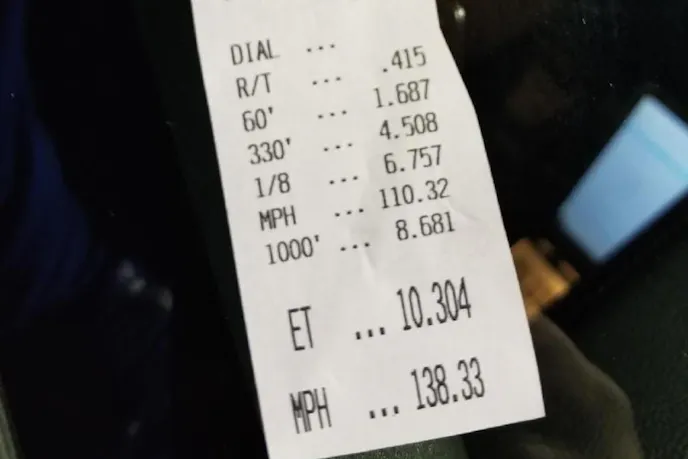 DIAL ...
R/T ... .415
60' ... 1.687
330' ... 4.508
1/8 ... 6.757
MPH ... 110.32
1000' ... 8.681
ET ... 10.304
MPH ... 138.33